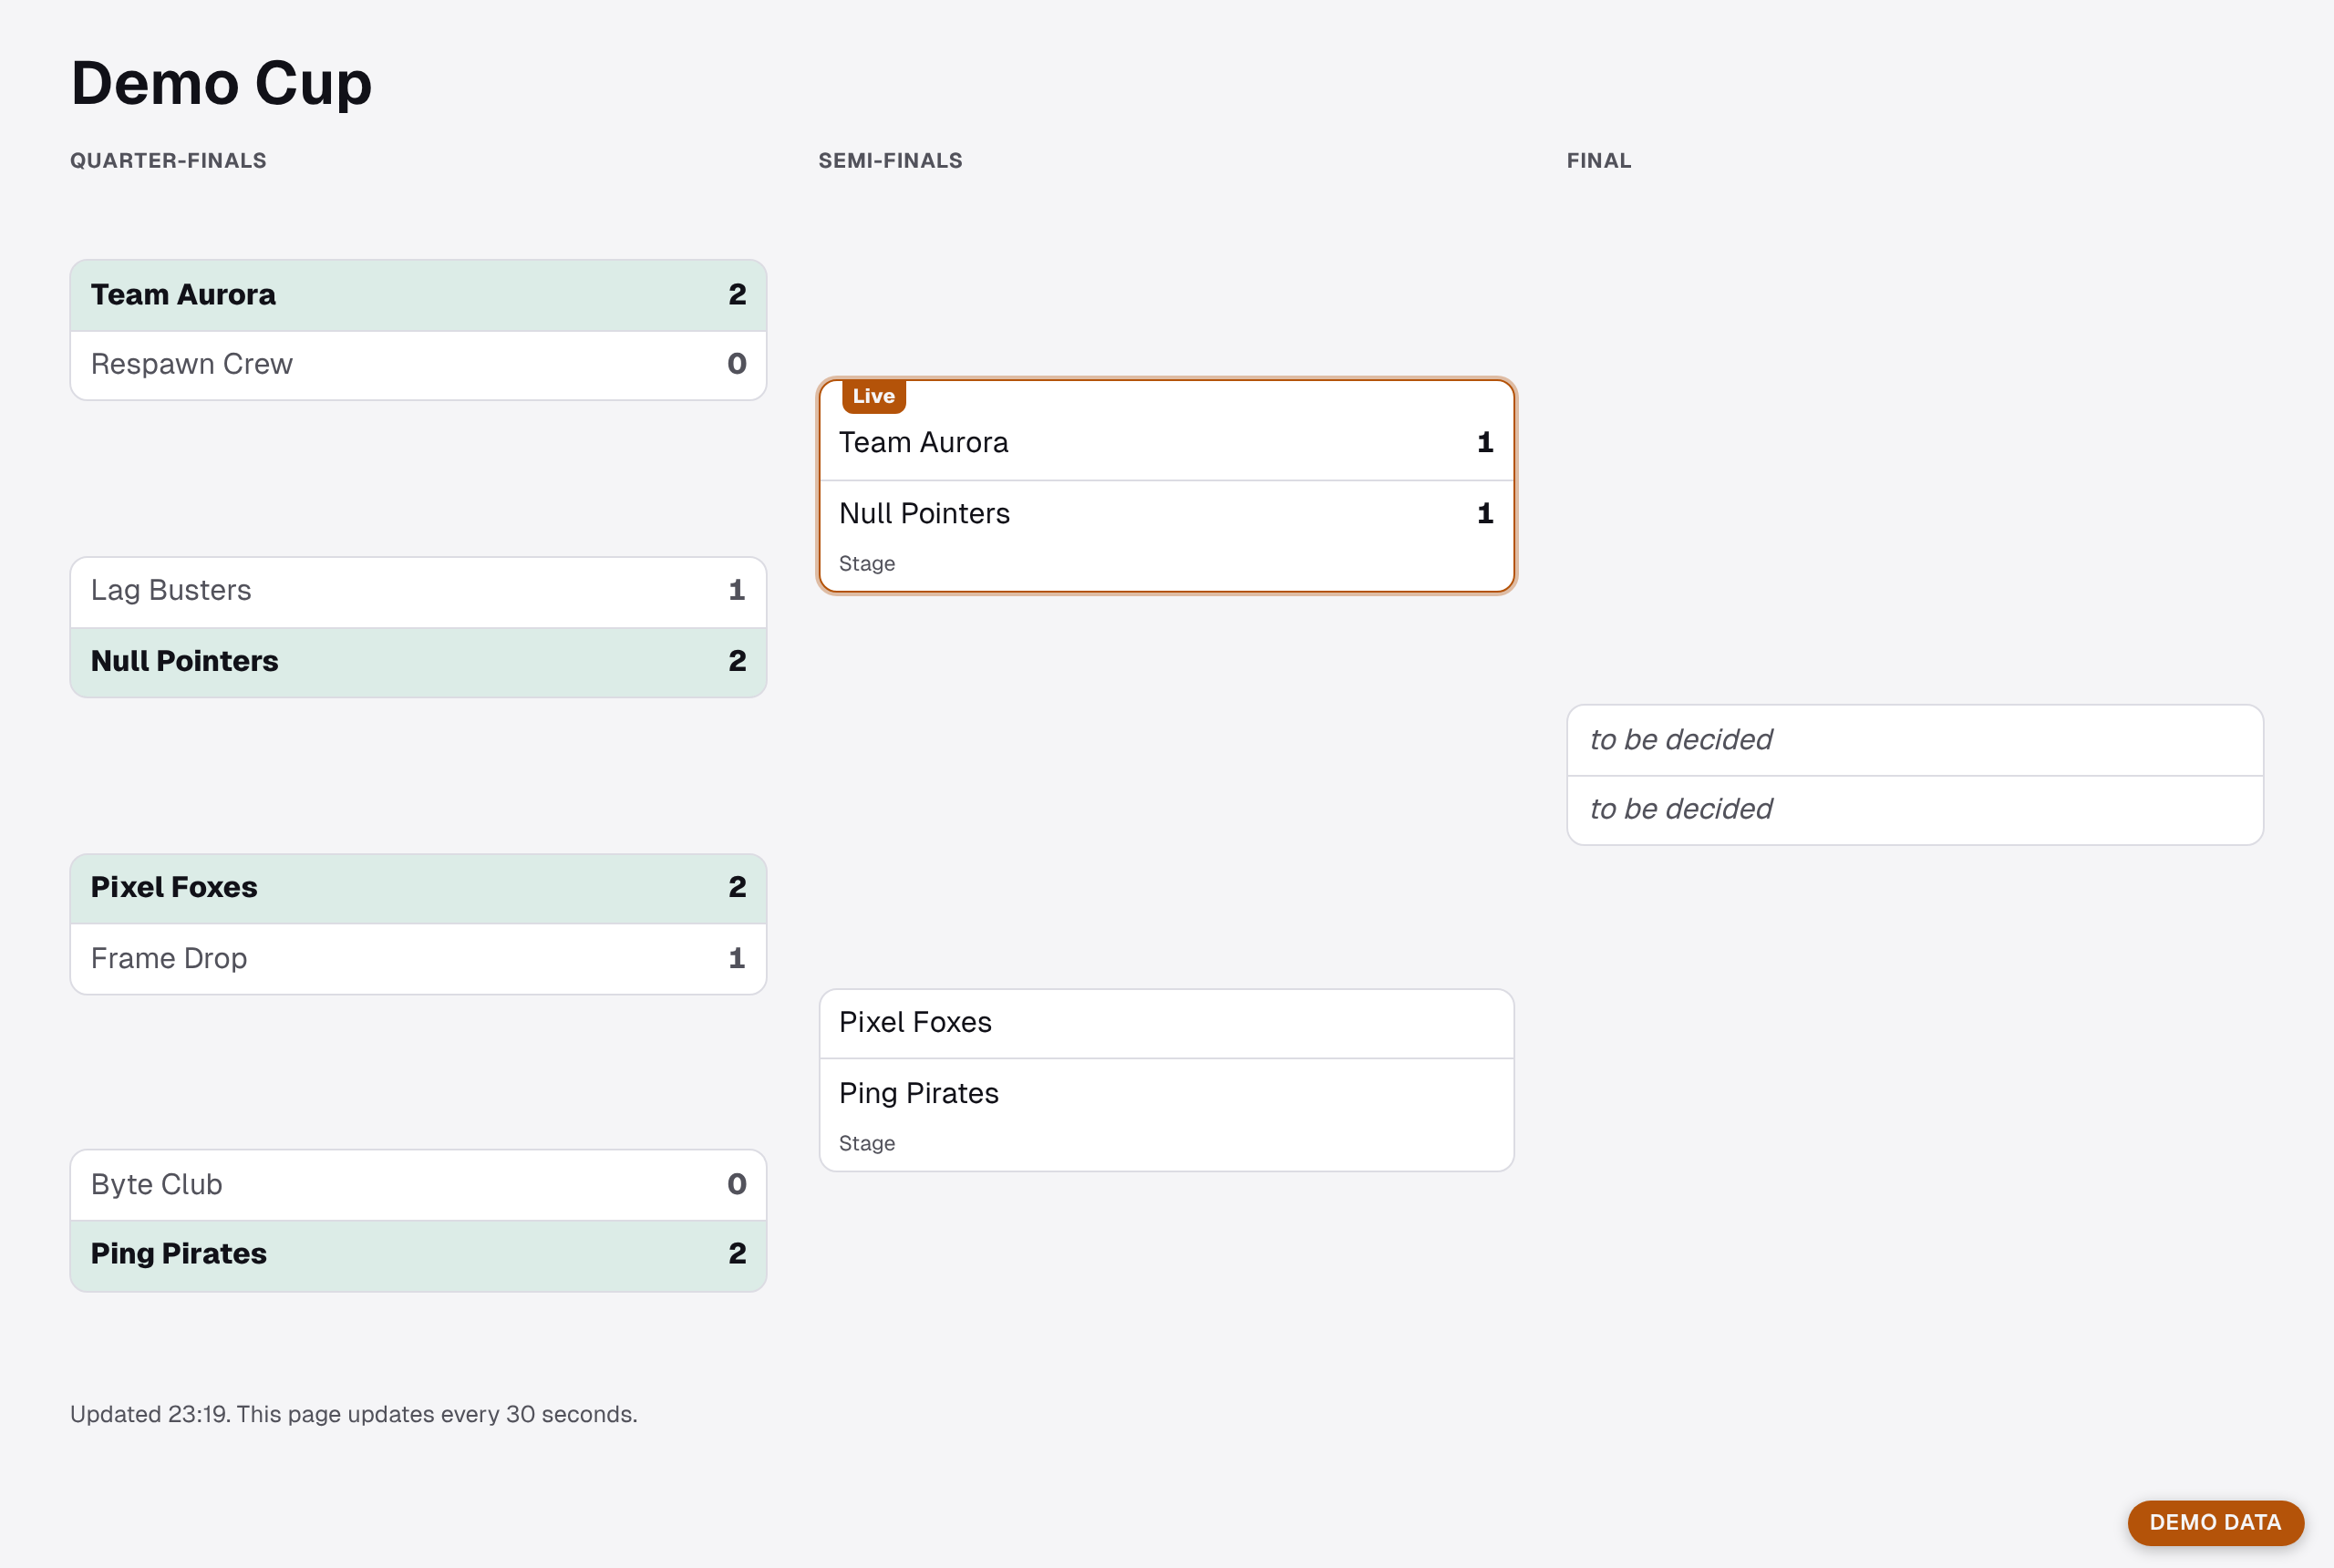 Demo Cup
QUARTER-FINALS
Team Aurora 2
Respawn Crew 0
Lag Busters 1
Null Pointers 2
Pixel Foxes 2
Frame Drop 1
Byte Club 0
Ping Pirates 2
SEMI-FINALS
Live
Team Aurora 1
Null Pointers 1
Stage
Pixel Foxes
Ping Pirates
Stage
FINAL
to be decided
to be decided
Updated 23:19. This page updates every 30 seconds.
DEMO DATA